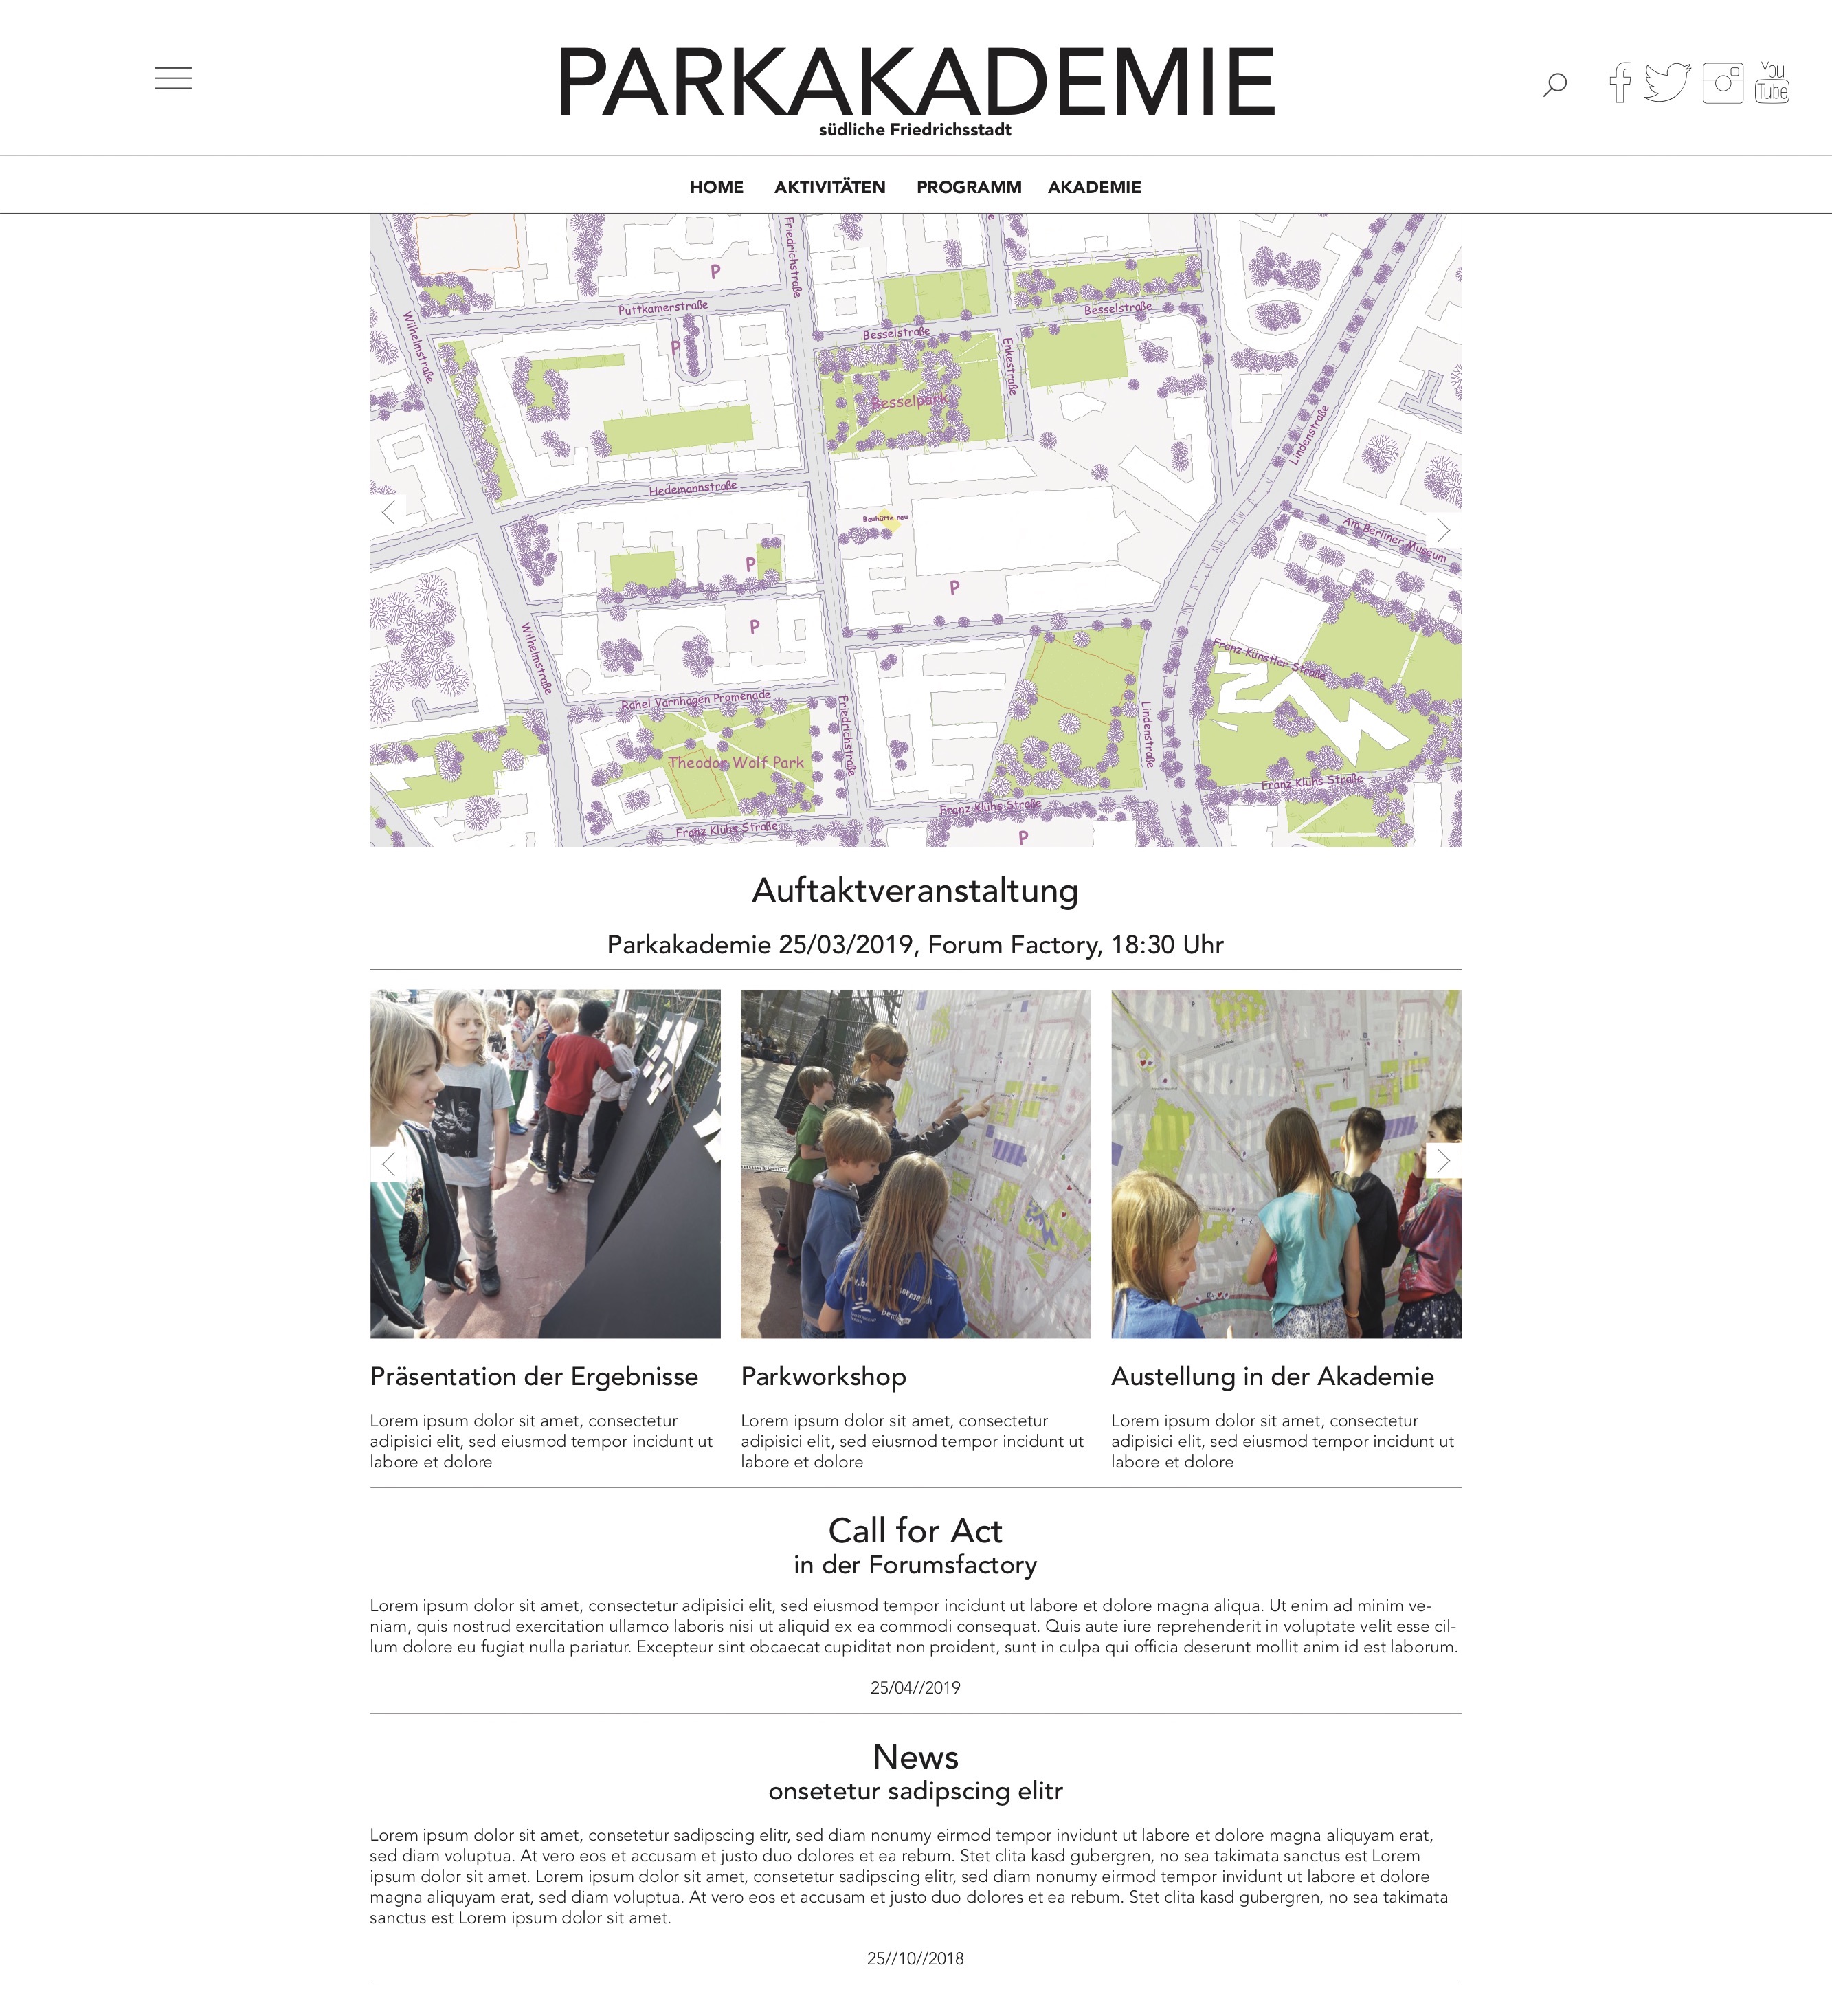 PARKAKADEMIE
südliche Friedrichsstadt
You
Tube
HOME AKTIVITÄTEN PROGRAMM AKADEMIE
Friedrichstraße
P
Puttkamerstraße
Wilhelmstraße
P
Besselstraße
Besselstraße
Enkestraße
Besselpark
Lindenstraße
Hedemannstraße
Bauhütte neu
Am Berliner Museum
P
P
P
Wilhelmstraße
Franz Künstler Straße
Rahel Varnhagen Promenade
Friedrichstraße
Lindenstraße
Theodor Wolf Park
Franz Klühs Straße
Franz Klühs Straße
Franz Klühs Straße
P
Auftaktveranstaltung
Parkakademie 25/03/2019, Forum Factory, 18:30 Uhr
Präsentation der Ergebnisse
Lorem ipsum dolor sit amet, consectetur
adipisici elit, sed eiusmod tempor incidunt ut
labore et dolore
Parkworkshop
Lorem ipsum dolor sit amet, consectetur
adipisici elit, sed eiusmod tempor incidunt ut
labore et dolore
Austellung in der Akademie
Lorem ipsum dolor sit amet, consectetur
adipisici elit, sed eiusmod tempor incidunt ut
labore et dolore
Call for Act
in der Forumsfactory
Lorem ipsum dolor sit amet, consectetur adipisici elit, sed eiusmod tempor incidunt ut labore et dolore magna aliqua. Ut enim ad minim ve-
niam, quis nostrud exercitation ullamco laboris nisi ut aliquid ex ea commodi consequat. Quis aute iure reprehenderit in voluptate velit esse cil-
lum dolore eu fugiat nulla pariatur. Excepteur sint obcaecat cupiditat non proident, sunt in culpa qui officia deserunt mollit anim id est laborum.
25/04//2019
News
onsetetur sadipscing elitr
Lorem ipsum dolor sit amet, consetetur sadipscing elitr, sed diam nonumy eirmod tempor invidunt ut labore et dolore magna aliquyam erat,
sed diam voluptua. At vero eos et accusam et justo duo dolores et ea rebum. Stet clita kasd gubergren, no sea takimata sanctus est Lorem
ipsum dolor sit amet. Lorem ipsum dolor sit amet, consetetur sadipscing elitr, sed diam nonumy eirmod tempor invidunt ut labore et dolore
magna aliquyam erat, sed diam voluptua. At vero eos et accusam et justo duo dolores et ea rebum. Stet clita kasd gubergren, no sea takimata
sanctus est Lorem ipsum dolor sit amet.
25//10//2018